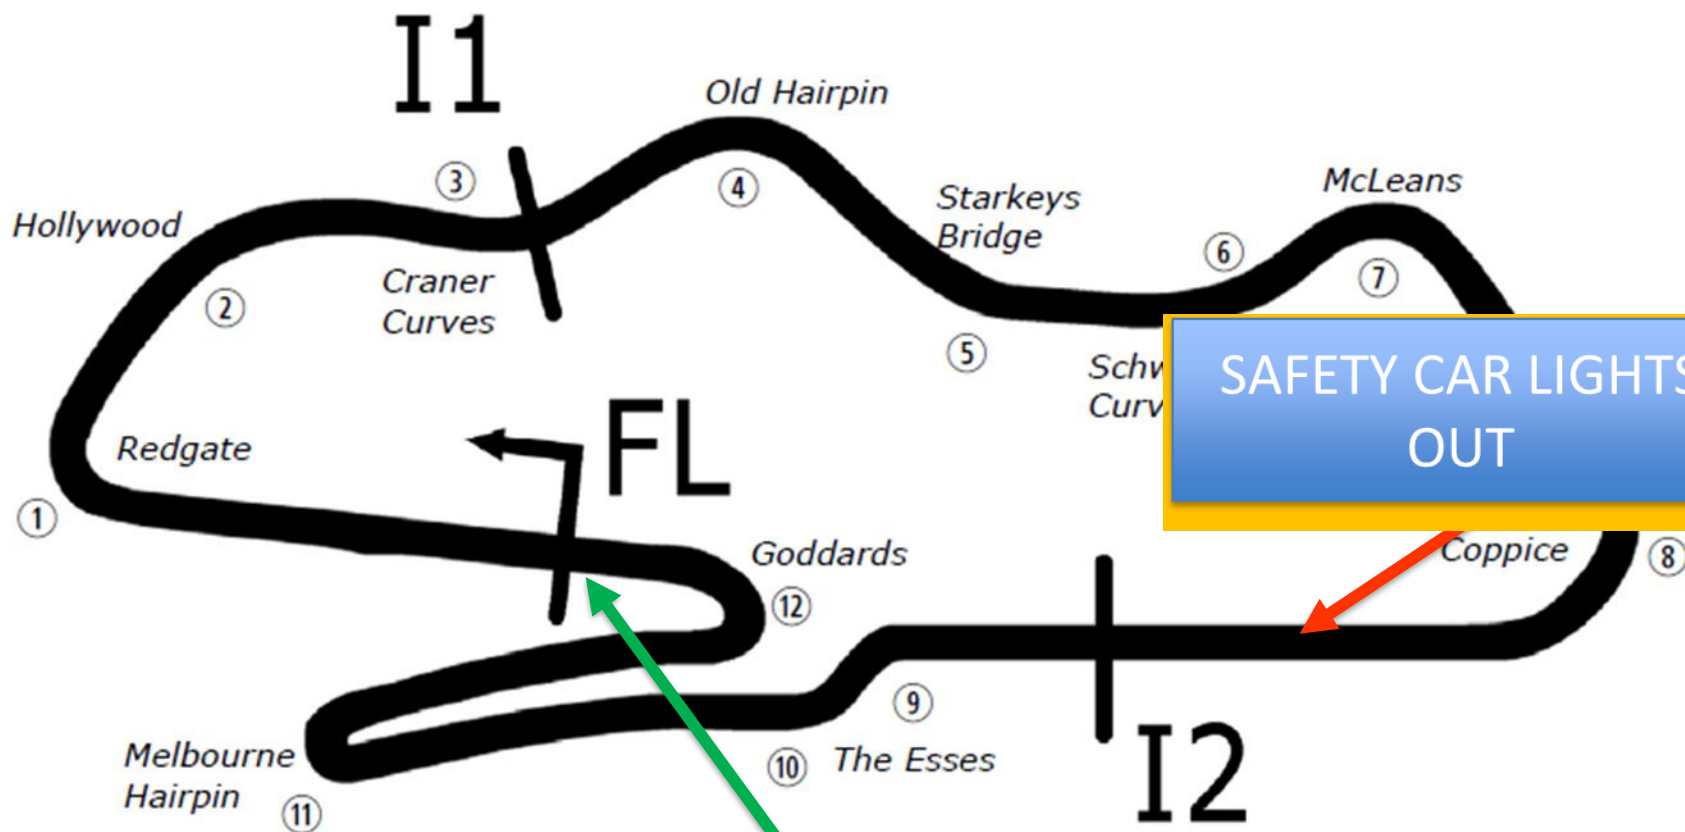 I1
Old Hairpin
③
④
McLeans
Starkeys
Bridge
Hollywood
⑥
⑦
Craner
Curves
②
⑤
SAFETY CAR LIGHTS
OUT
FL
Redgate
①
Goddards
Coppice
⑧
⑫
⑨
The Esses
⑩
I2
Melbourne
Hairpin
⑪